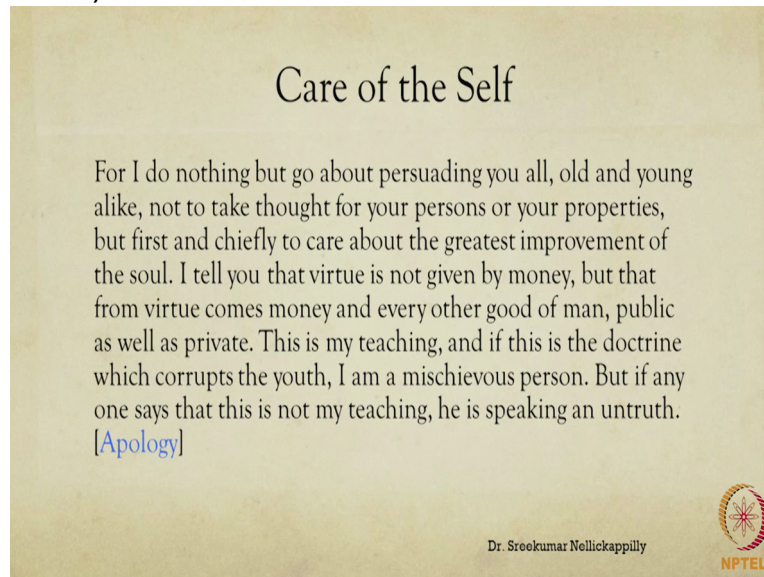 Care of the Self
For I do nothing but go about persuading you all, old and young
alike, not to take thought for your persons or your properties,
but first and chiefly to care about the greatest improvement of
the soul. I tell you that virtue is not given by money, but that
from virtue comes money and every other good of man, public
as well as private. This is my teaching, and if this is the doctrine
which corrupts the youth, I am a mischievous person. But if any
one says that this is not my teaching, he is speaking an untruth.
[Apology]
Dr. Sreekumar Nellickappilly
NPTEL